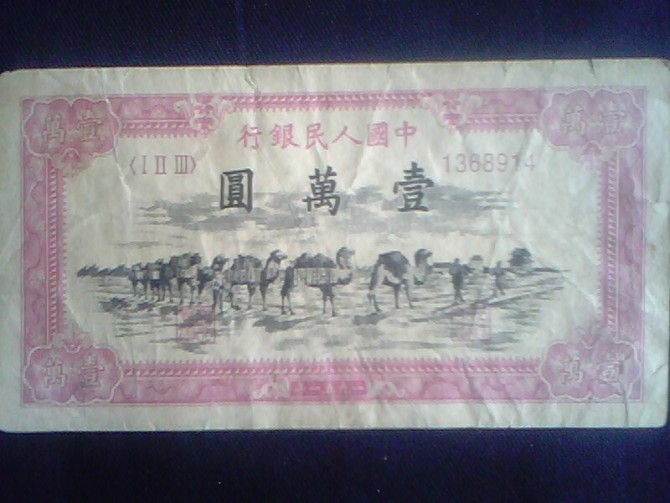 壹萬
壹萬
行銀民人國中
〈I II III〉
1368914
圓萬壹
萬壹
萬壹